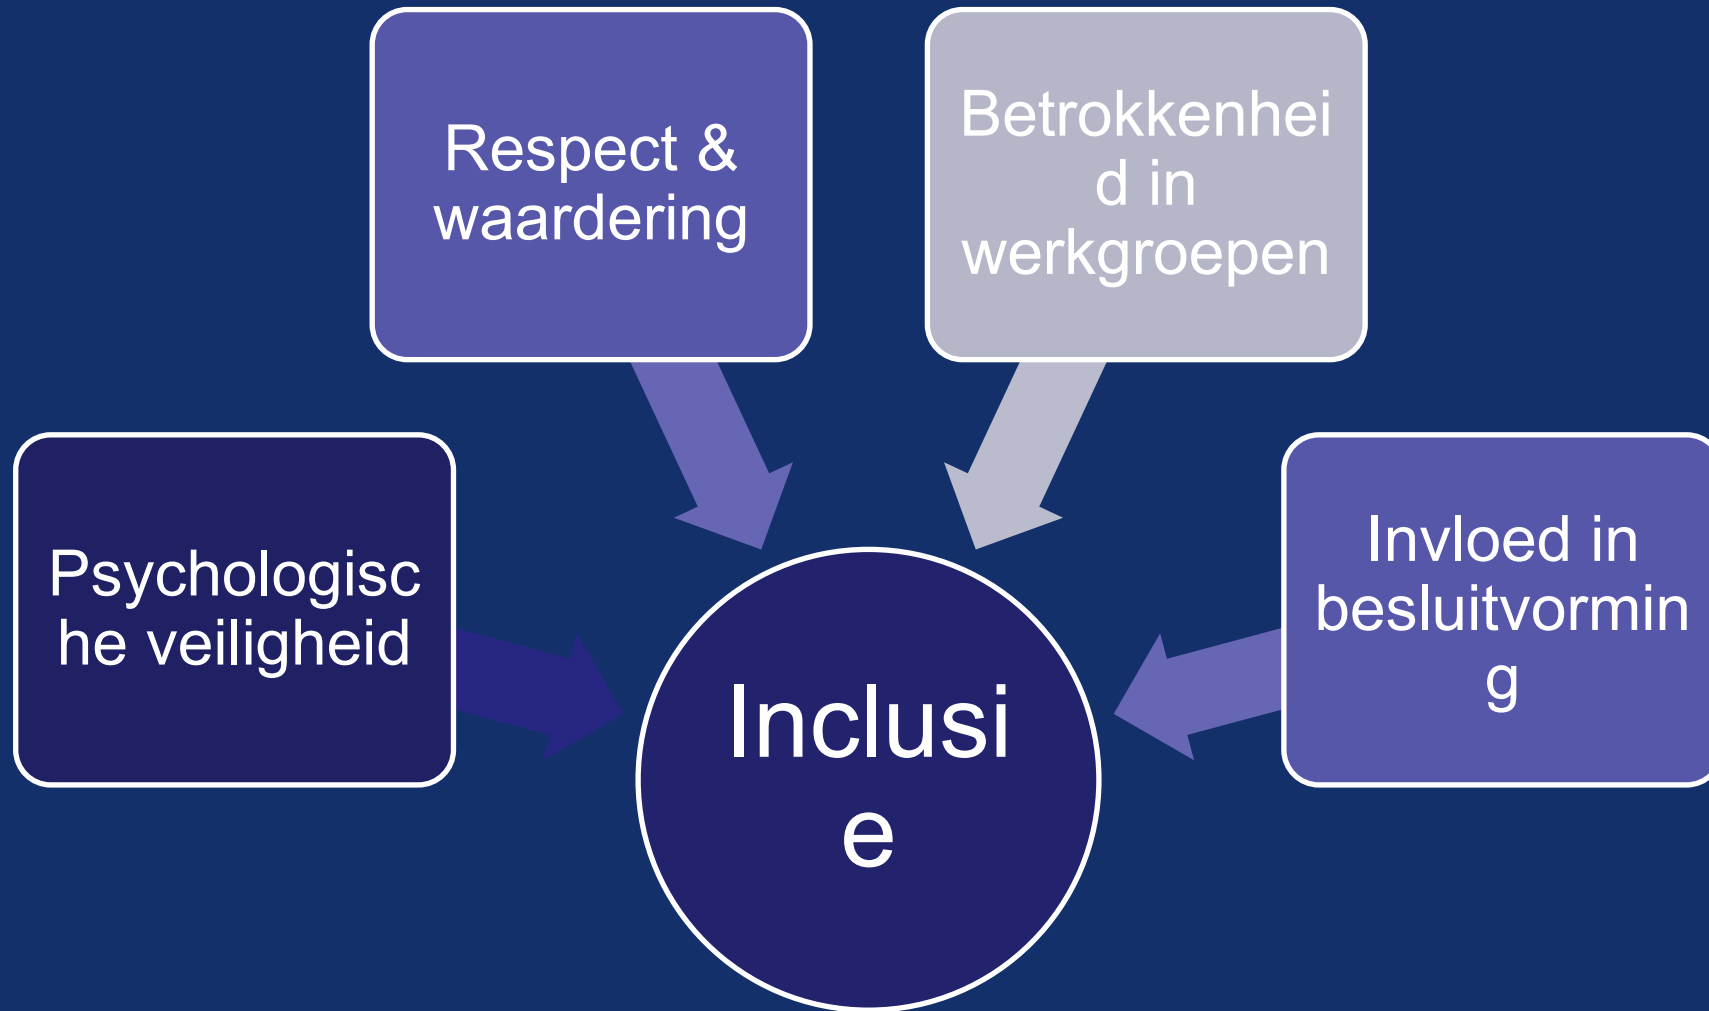 Respect &
waardering
Betrokkenhei
d in
werkgroepen
Psychologisc
he veiligheid
Invloed in
besluitvormin
g
Inclusi
e